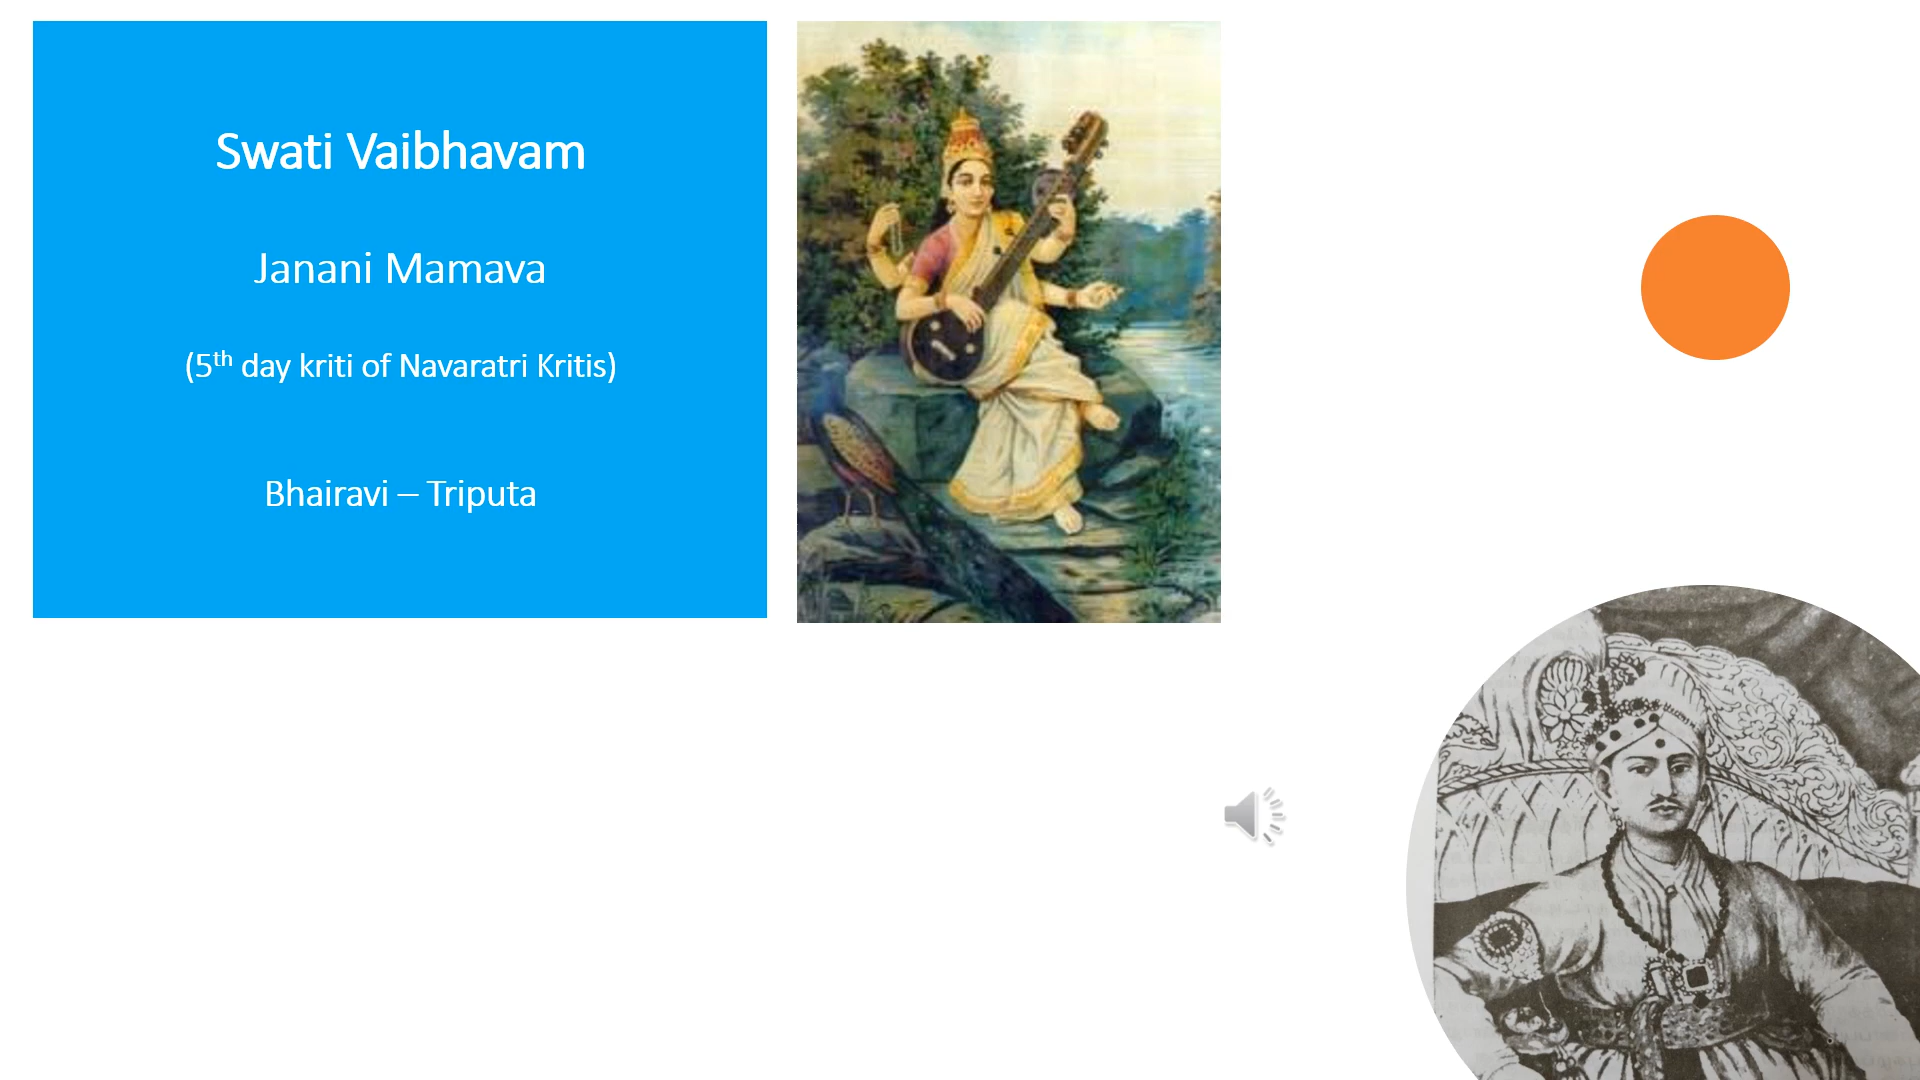 Swati Vaibhavam
Janani Mamava
(5th day kriti of Navaratri Kritis)
Bhairavi – Triputa